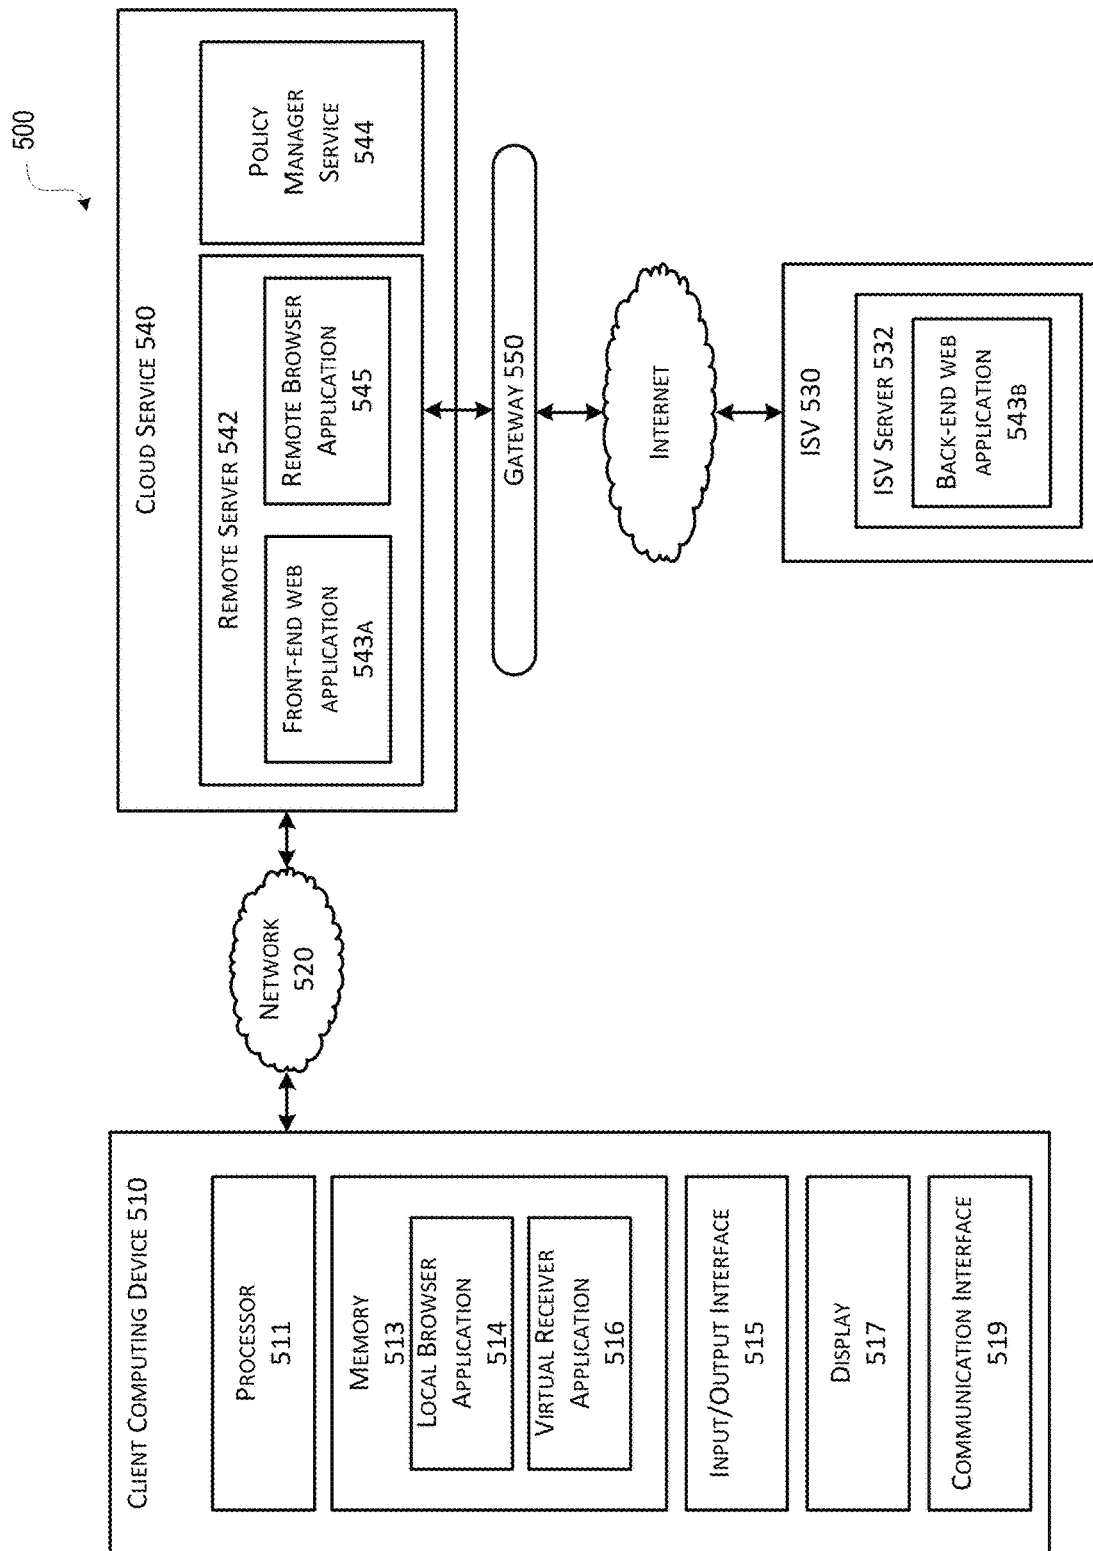 500
CLIENT COMPUTING DEVICE 510
PROCESSOR
511
MEMORY
513
LOCAL BROWSER
APPLICATION
514
VIRTUAL RECEIVER
APPLICATION
516
INPUT/OUTPUT INTERFACE
515
DISPLAY
517
COMMUNICATION INTERFACE
519
NETWORK
520
CLOUD SERVICE 540
REMOTE SERVER 542
FRONT-END WEB
APPLICATION
543A
REMOTE BROWSER
APPLICATION
545
POLICY
MANAGER
SERVICE
544
GATEWAY 550
INTERNET
ISV 530
ISV SERVER 532
BACK-END WEB
APPLICATION
543B